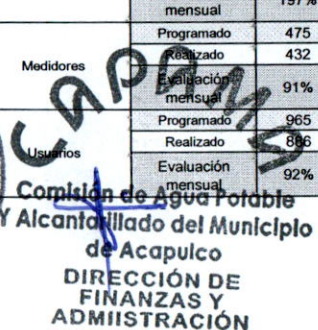 mensual 197%
Programado 475
Medidores Realizado 432
Evaluación mensual 91%
Programado 965
Usuarios Realizado 886
Evaluación mensual 92%
CAPAMA
Comisión de Agua Potable
Y Alcantarillado del Municipio
de Acapulco
DIRECCIÓN DE
FINANZAS Y
ADMIISTRACIÓN